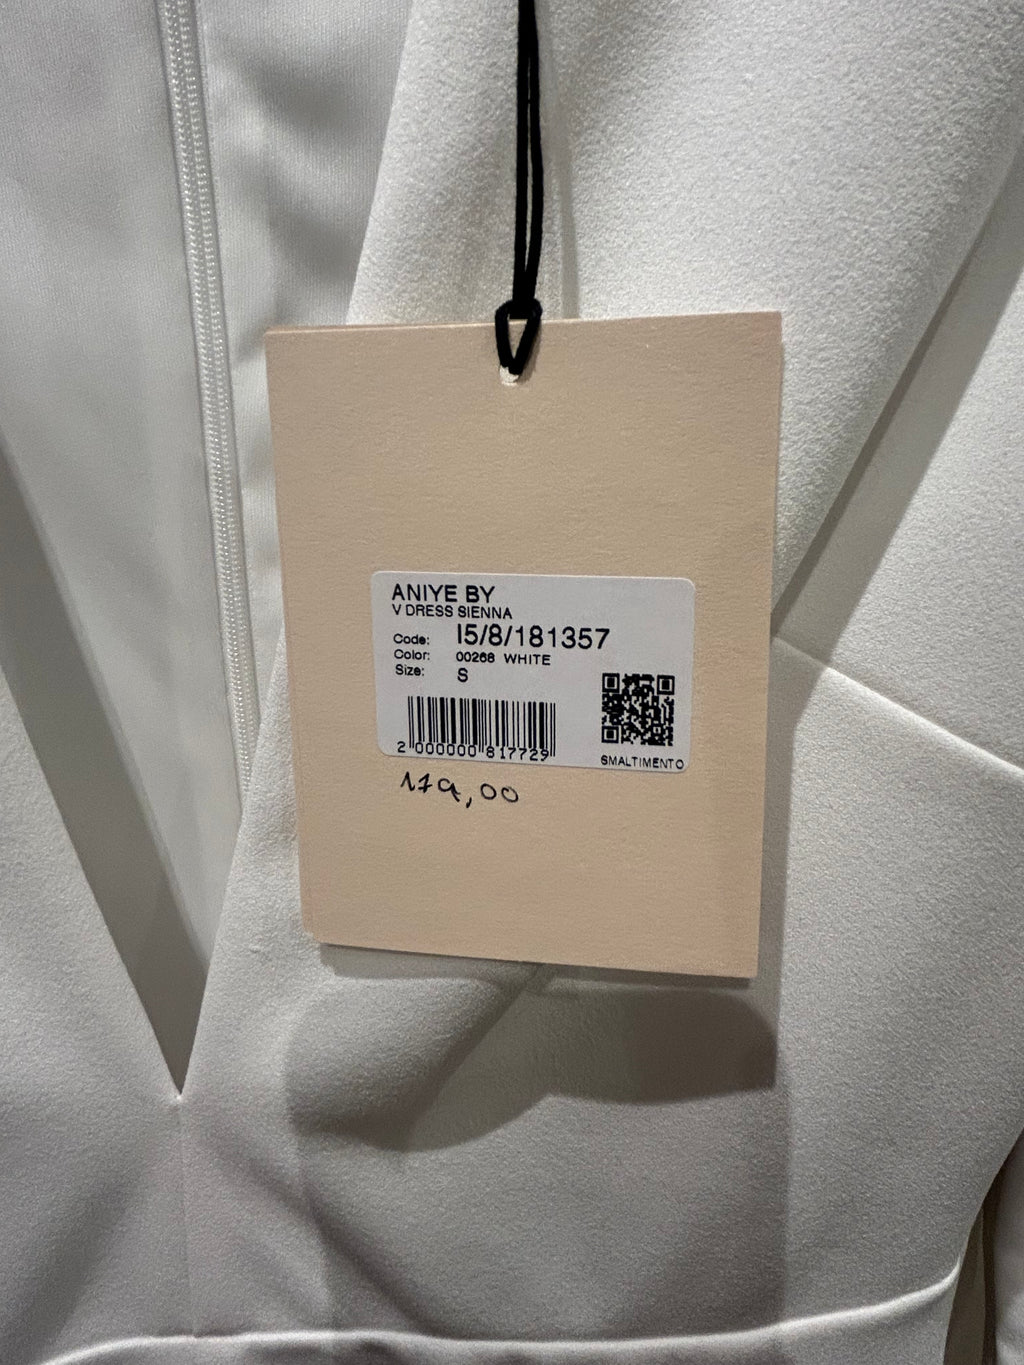 ANIYE BY
V DRESS SIENNA
Code: I5/8/181357
Color: 00268 WHITE
Size: S
2 000000 817729
SMALTIMENTO
179,00